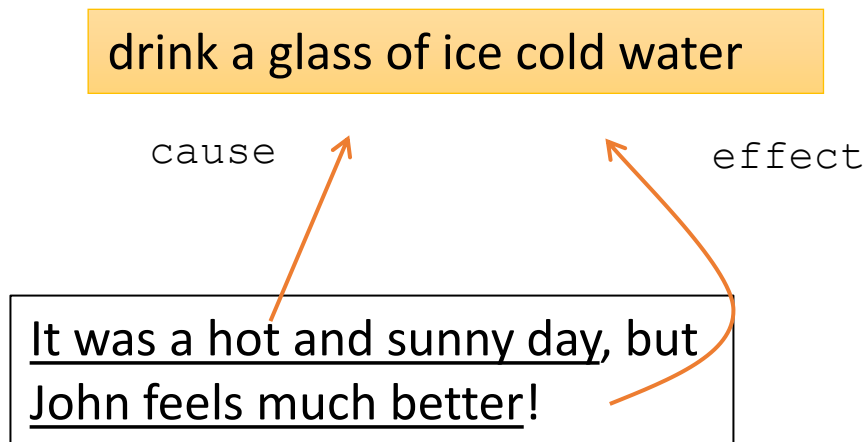 drink a glass of ice cold water
cause
effect
It was a hot and sunny day, but
John feels much better!